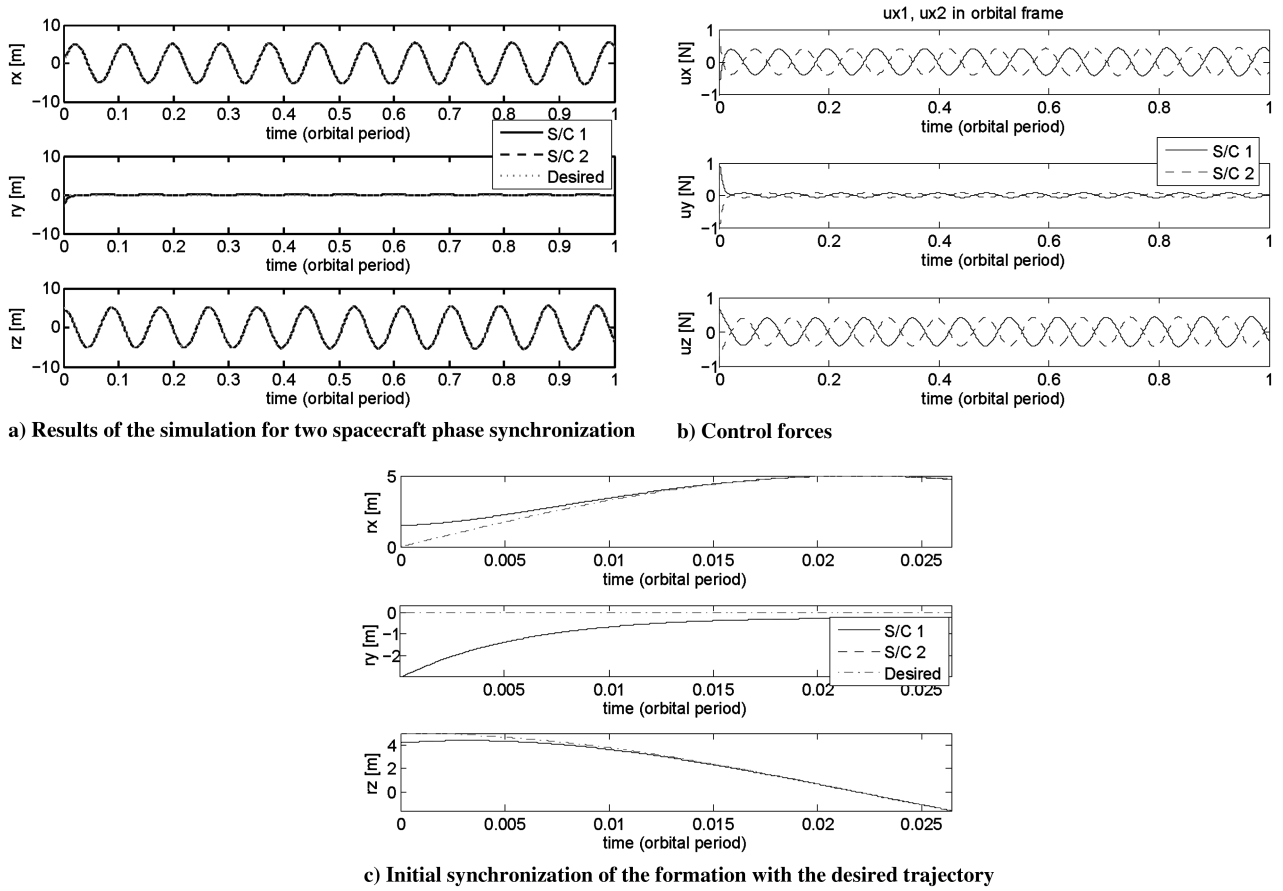 10
0
−10
rx [m]
0 0.1 0.2 0.3 0.4 0.5 0.6 0.7 0.8 0.9 1
time (orbital period)
S/C 1
S/C 2
Desired
10
0
−10
ry [m]
0 0.1 0.2 0.3 0.4 0.5 0.6 0.7 0.8 0.9 1
time (orbital period)
10
0
−10
rz [m]
0 0.1 0.2 0.3 0.4 0.5 0.6 0.7 0.8 0.9 1
time (orbital period)
a) Results of the simulation for two spacecraft phase synchronization
ux1, ux2 in orbital frame
1
0
−1
ux [N]
0 0.2 0.4 0.6 0.8 1
time (orbital period)
S/C 1
S/C 2
1
0
−1
uy [N]
0 0.2 0.4 0.6 0.8 1
time (orbital period)
1
0
−1
uz [N]
0 0.2 0.4 0.6 0.8 1
time (orbital period)
b) Control forces
5
0
rx [m]
0 0.005 0.01 0.015 0.02 0.025
time (orbital period)
0
−1
−2
ry [m]
S/C 1
S/C 2
Desired
0.005 0.01 0.015 0.02 0.025
time (orbital period)
4
2
0
rz [m]
0 0.005 0.01 0.015 0.02 0.025
time (orbital period)
c) Initial synchronization of the formation with the desired trajectory